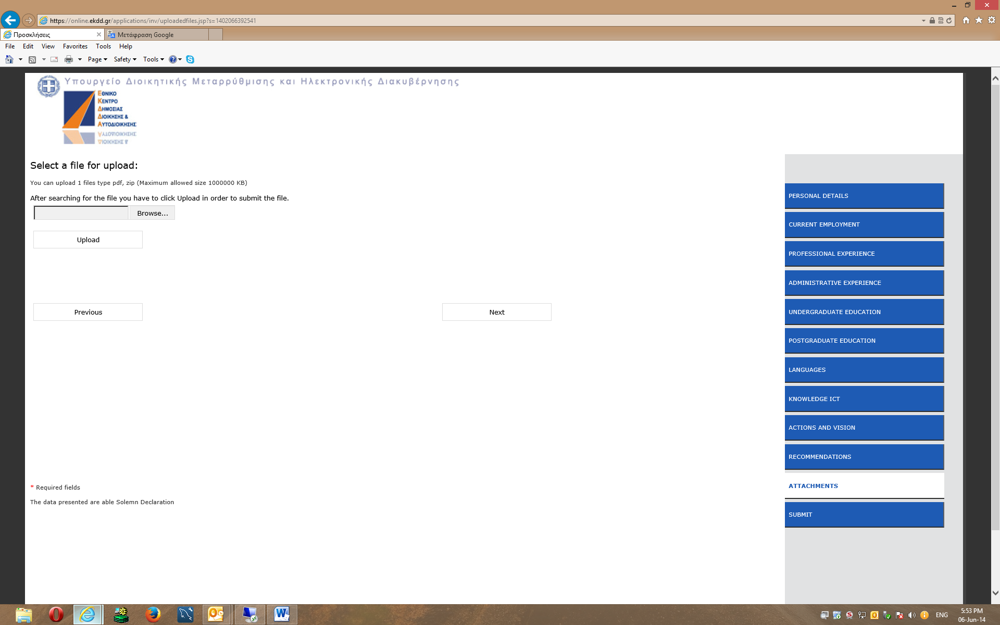 https://online.ekdd.gr/applications/inv/uploadedfiles.jsp?s=1402066392541
Προσκλήσεις
Μετάφραση Google
File Edit View Favorites Tools Help
Page Safety Tools
Υπουργείο Διοικητικής Μεταρρύθμισης και Ηλεκτρονικής Διακυβέρνησης
ΕΘΝΙΚΟ
ΚΕΝΤΡΟ
ΔΗΜΟΣΙΑΣ
ΔΙΟΙΚΗΣΗΣ &
ΑΥΤΟΔΙΟΙΚΗΣΗΣ
Select a file for upload:
You can upload 1 files type pdf, zip (Maximum allowed size 1000000 KB)
After searching for the file you have to click Upload in order to submit the file.
Browse...
Upload
Previous
Next
* Required fields
The data presented are able Solemn Declaration
PERSONAL DETAILS
CURRENT EMPLOYMENT
PROFESSIONAL EXPERIENCE
ADMINISTRATIVE EXPERIENCE
UNDERGRADUATE EDUCATION
POSTGRADUATE EDUCATION
LANGUAGES
KNOWLEDGE ICT
ACTIONS AND VISION
RECOMMENDATIONS
ATTACHMENTS
SUBMIT
ENG
5:53 PM
06-Jun-14